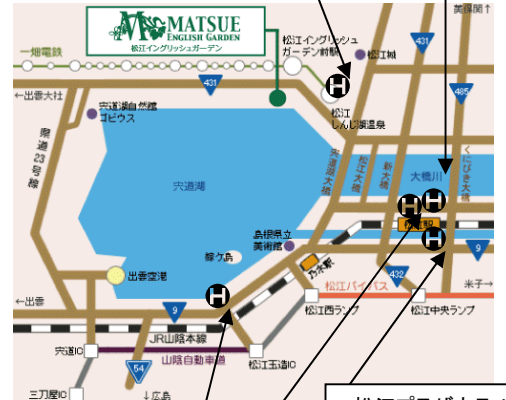 美保関↑
MATSUE
ENGLISH GARDEN
松江イングリッシュガーデン
松江イングリッシュ
ガーデン前駅
一畑電鉄
431
松江城
431
485
←出雲大社
宍道湖自然館
ゴビウス
松江
しんじ湖温泉
県道23号線
宍道湖大橋
松江大橋
新大橋
くにびき大橋
大橋川
宍道湖
H
H
H
H
H
松江駅
島根県立
美術館
嫁ケ島
乃木駅
9
432
出雲空港
松江バイパス
米子→
←出雲
9
松江西ランプ
松江中央ランプ
JR山陰本線
宍道IC
山陰自動車道
松江玉造IC
54
三刀屋IC
↓広島